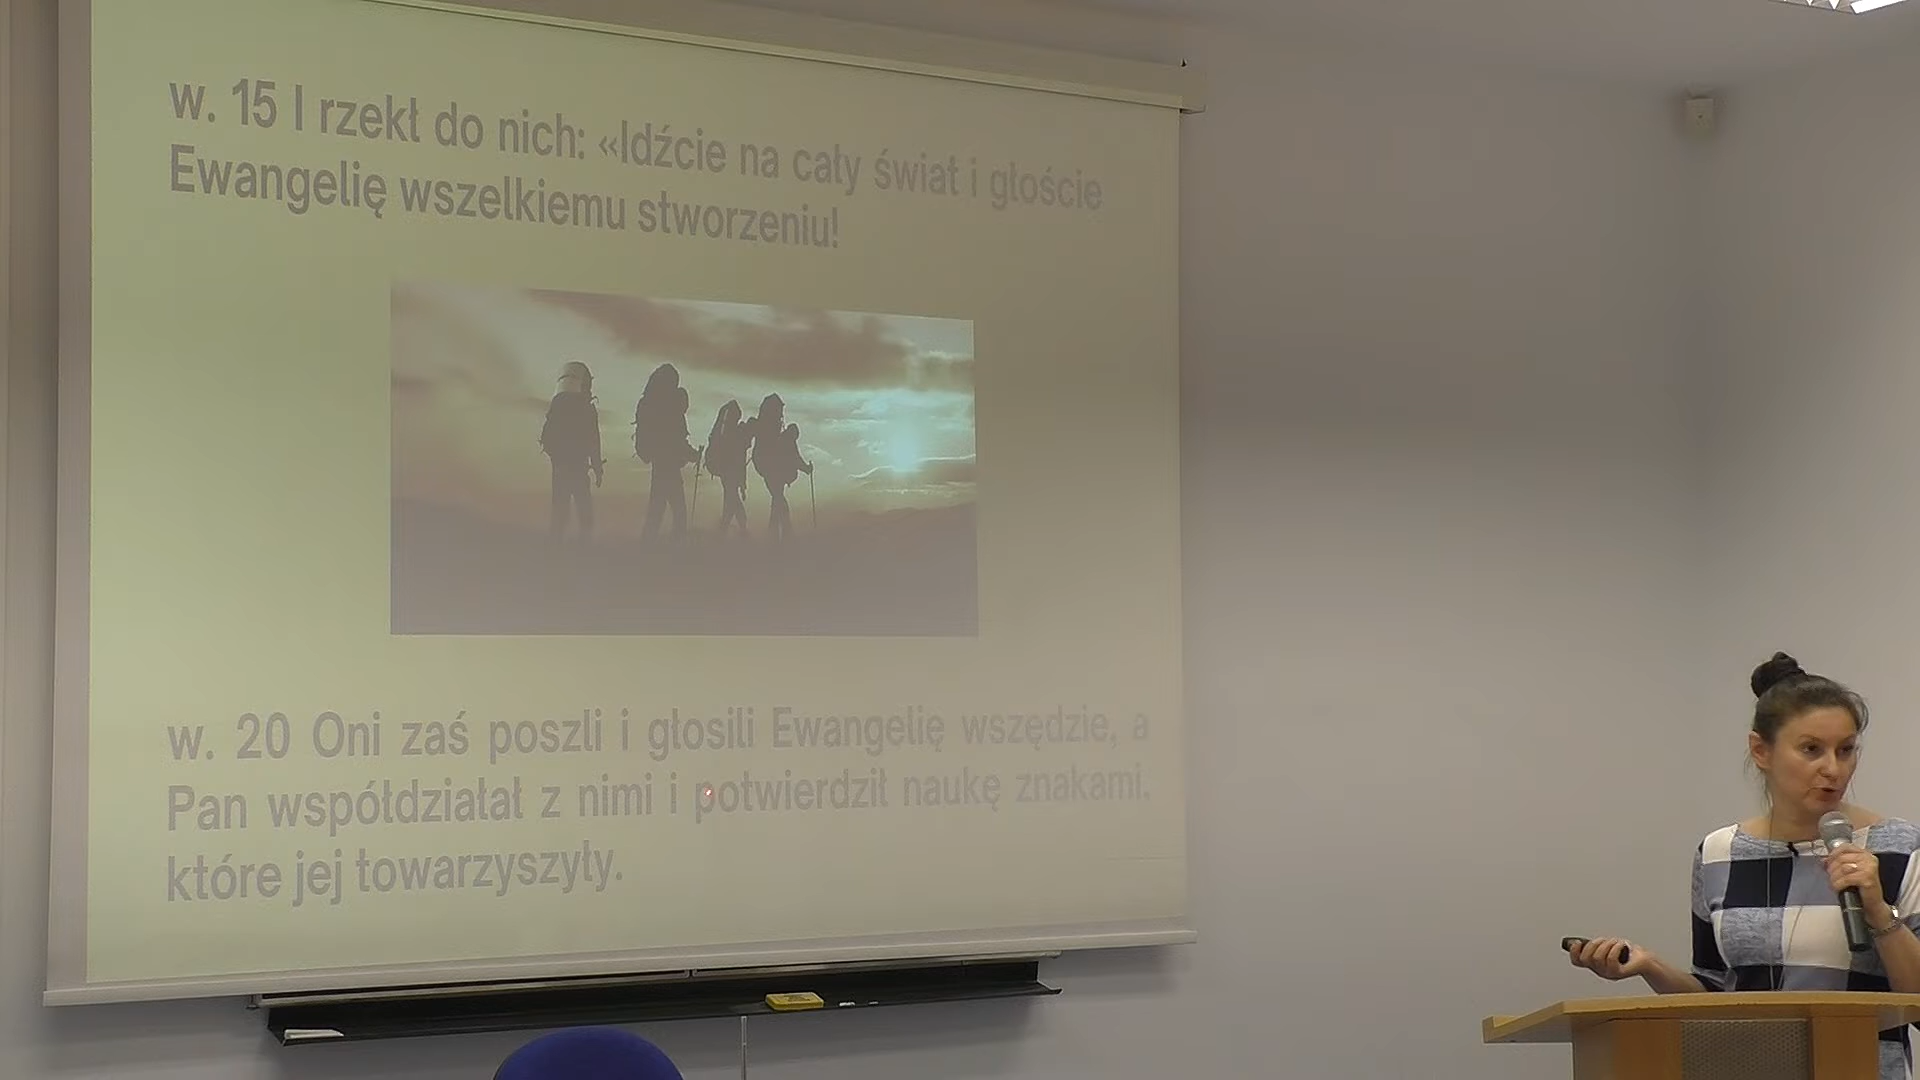 w. 15 I rzekł do nich: «Idźcie na cały świat i głoście
Ewangelię wszelkiemu stworzeniu!
w. 20 Oni zaś poszli i głosili Ewangelię wszędzie, a
Pan współdziałał z nimi i potwierdził naukę znakami,
które jej towarzyszyły.